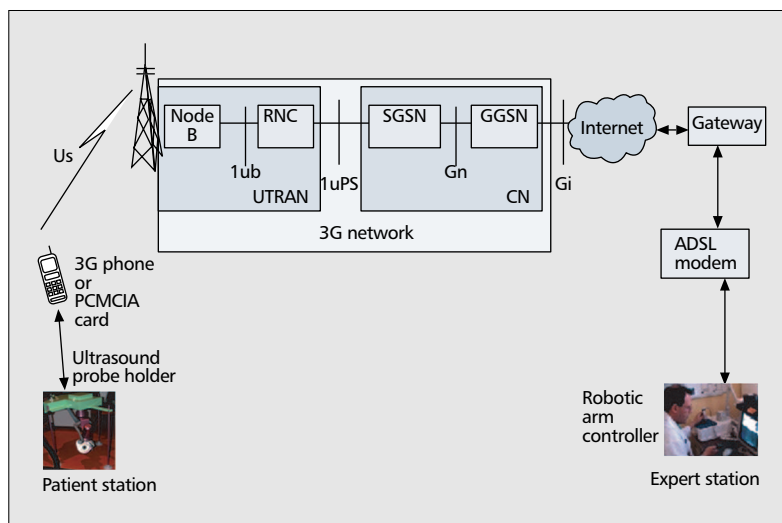 Us
Node
B
RNC
1ub
UTRAN
1uPS
SGSN
Gn
GGSN
CN
Gi
3G network
Internet
Gateway
ADSL
modem
3G phone
or
PCMCIA
card
Ultrasound
probe holder
Patient station
Robotic
arm
controller
Expert station